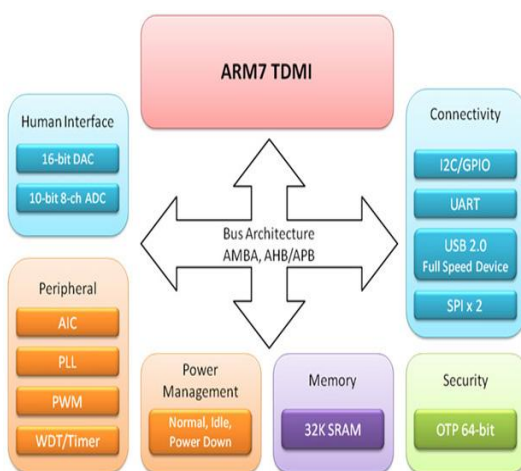 ARM7 TDMI
Human Interface
16-bit DAC
10-bit 8-ch ADC
Connectivity
I2C/GPIO
UART
USB 2.0
Full Speed Device
SPI x 2
Bus Architecture
AMBA, AHB/APB
Peripheral
AIC
PLL
PWM
WDT/Timer
Power
Management
Normal, Idle,
Power Down
Memory
32K SRAM
Security
OTP 64-bit